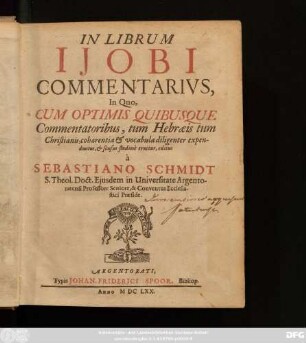 IN LIBRUM
IJOBI
COMMENTARIUS,
In Quo,
CUM OPTIMIS QUIBUSQUE
Commentatoribus, tum Hebræis tum
Christianis, cohærentia & vocabula diligenter expen-
duntur, & sensus studiose eruitur,
à
SEBASTIANO SCHMIDT
S. Theol. Doct. Ejusdem in Universitate Argento-
ratensi Professore Seniore, & Conventus Ecclesia-
stici Præside.
ARGENTORATI,
Typis JOHAN. FRIDERICI SPOOR, Bibliop.
Anno M DC LXX.